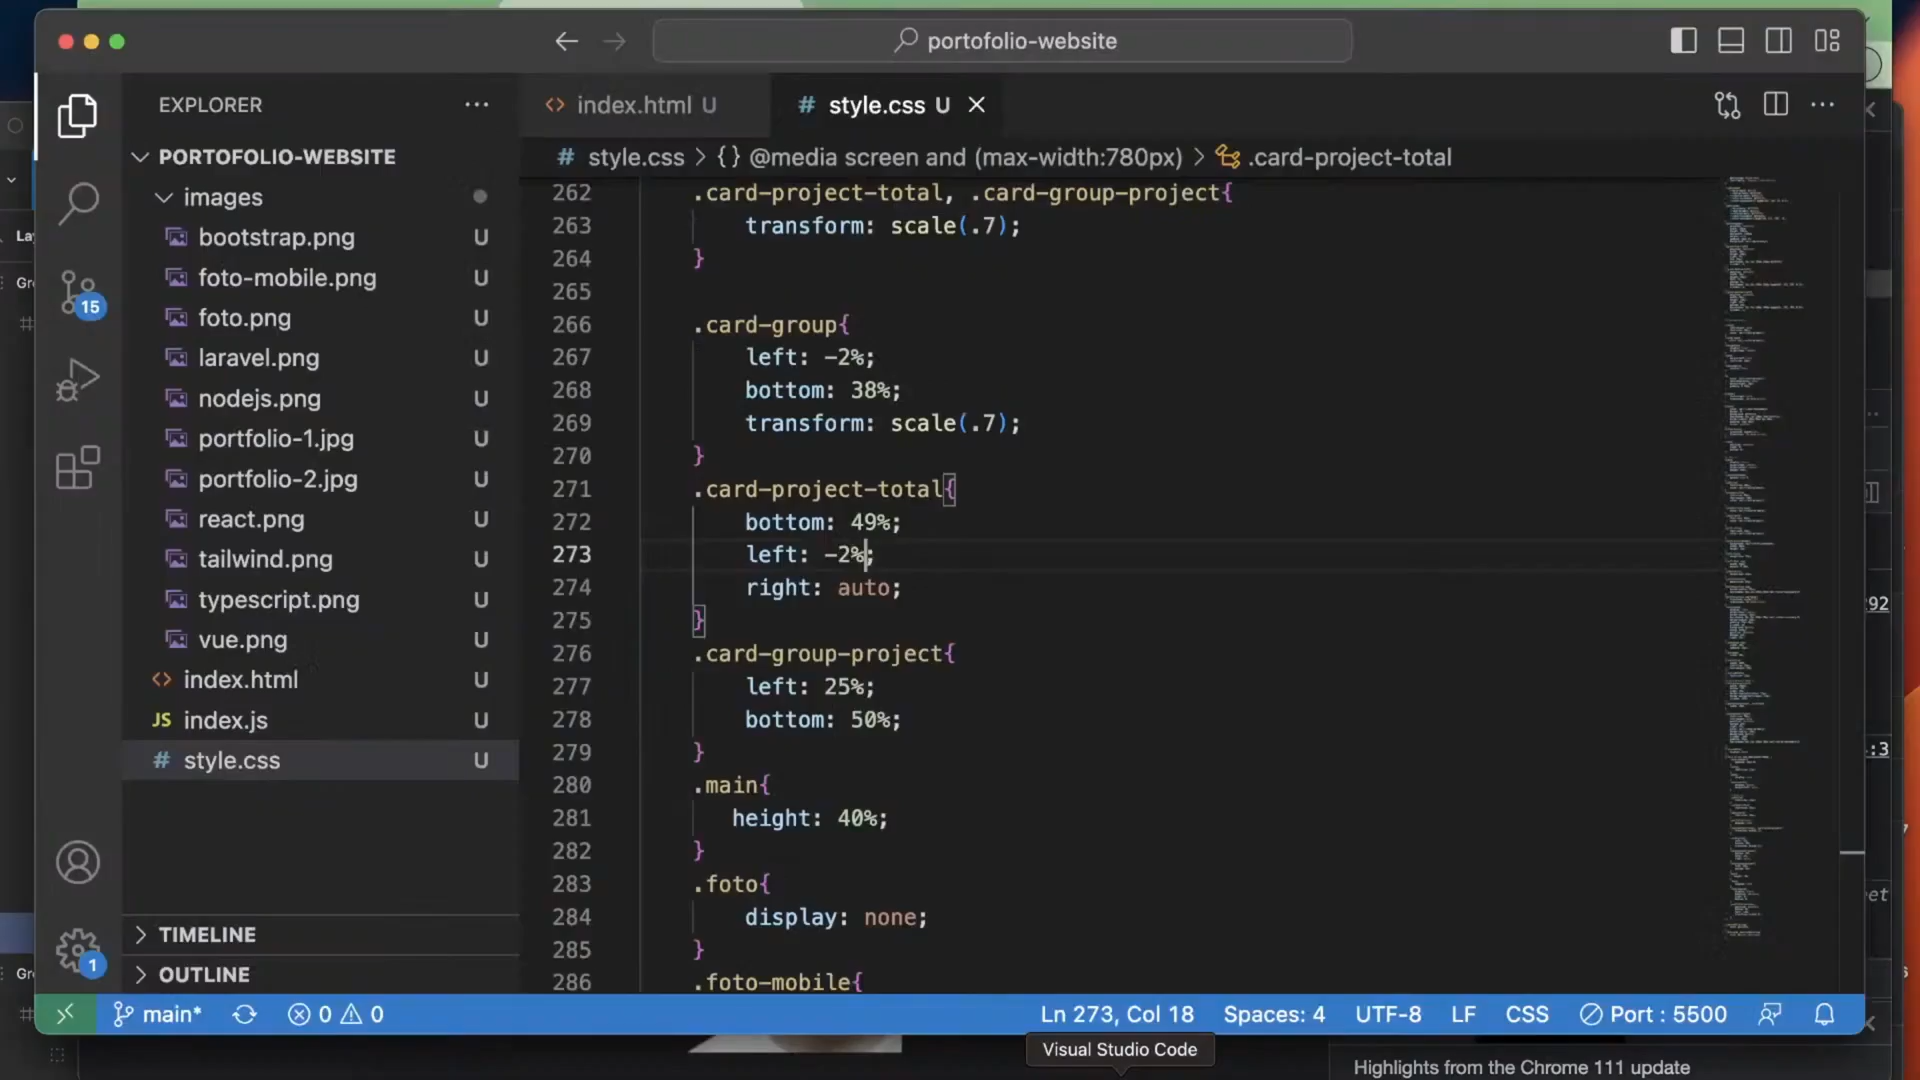 portofolio-website
EXPLORER
index.html U
# style.css U
PORTOFOLIO-WEBSITE
# style.css > {} @media screen and (max-width:780px) > .card-project-total
images
bootstrap.png U
foto-mobile.png U
foto.png U
laravel.png U
nodejs.png U
portfolio-1.jpg U
portfolio-2.jpg U
react.png U
tailwind.png U
typescript.png U
vue.png U
<> index.html U
JS index.js U
# style.css U
TIMELINE
OUTLINE
15
1
262 .card-project-total, .card-group-project{
263 transform: scale(.7);
264 }
265
266 .card-group{
267 left: -2%;
268 bottom: 38%;
269 transform: scale(.7);
270 }
271 .card-project-total{
272 bottom: 49%;
273 left: -2%;
274 right: auto;
275 }
276 .card-group-project{
277 left: 25%;
278 bottom: 50%;
279 }
280 .main{
281 height: 40%;
282 }
283 .foto{
284 display: none;
285 }
286 .foto-mobile{
main* 0 0 Ln 273, Col 18 Spaces: 4 UTF-8 LF CSS Port : 5500
Visual Studio Code
Highlights from the Chrome 111 update